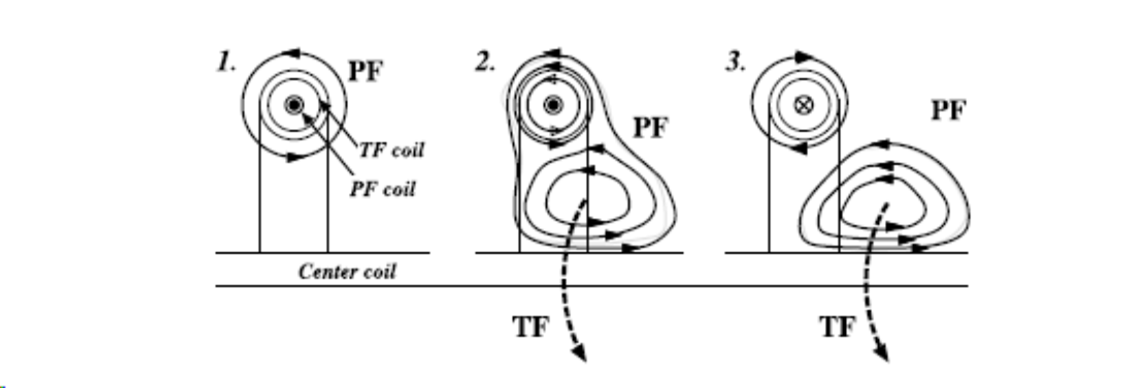 1.
PF
TF coil
PF coil
Center coil
2.
PF
TF
3.
PF
TF